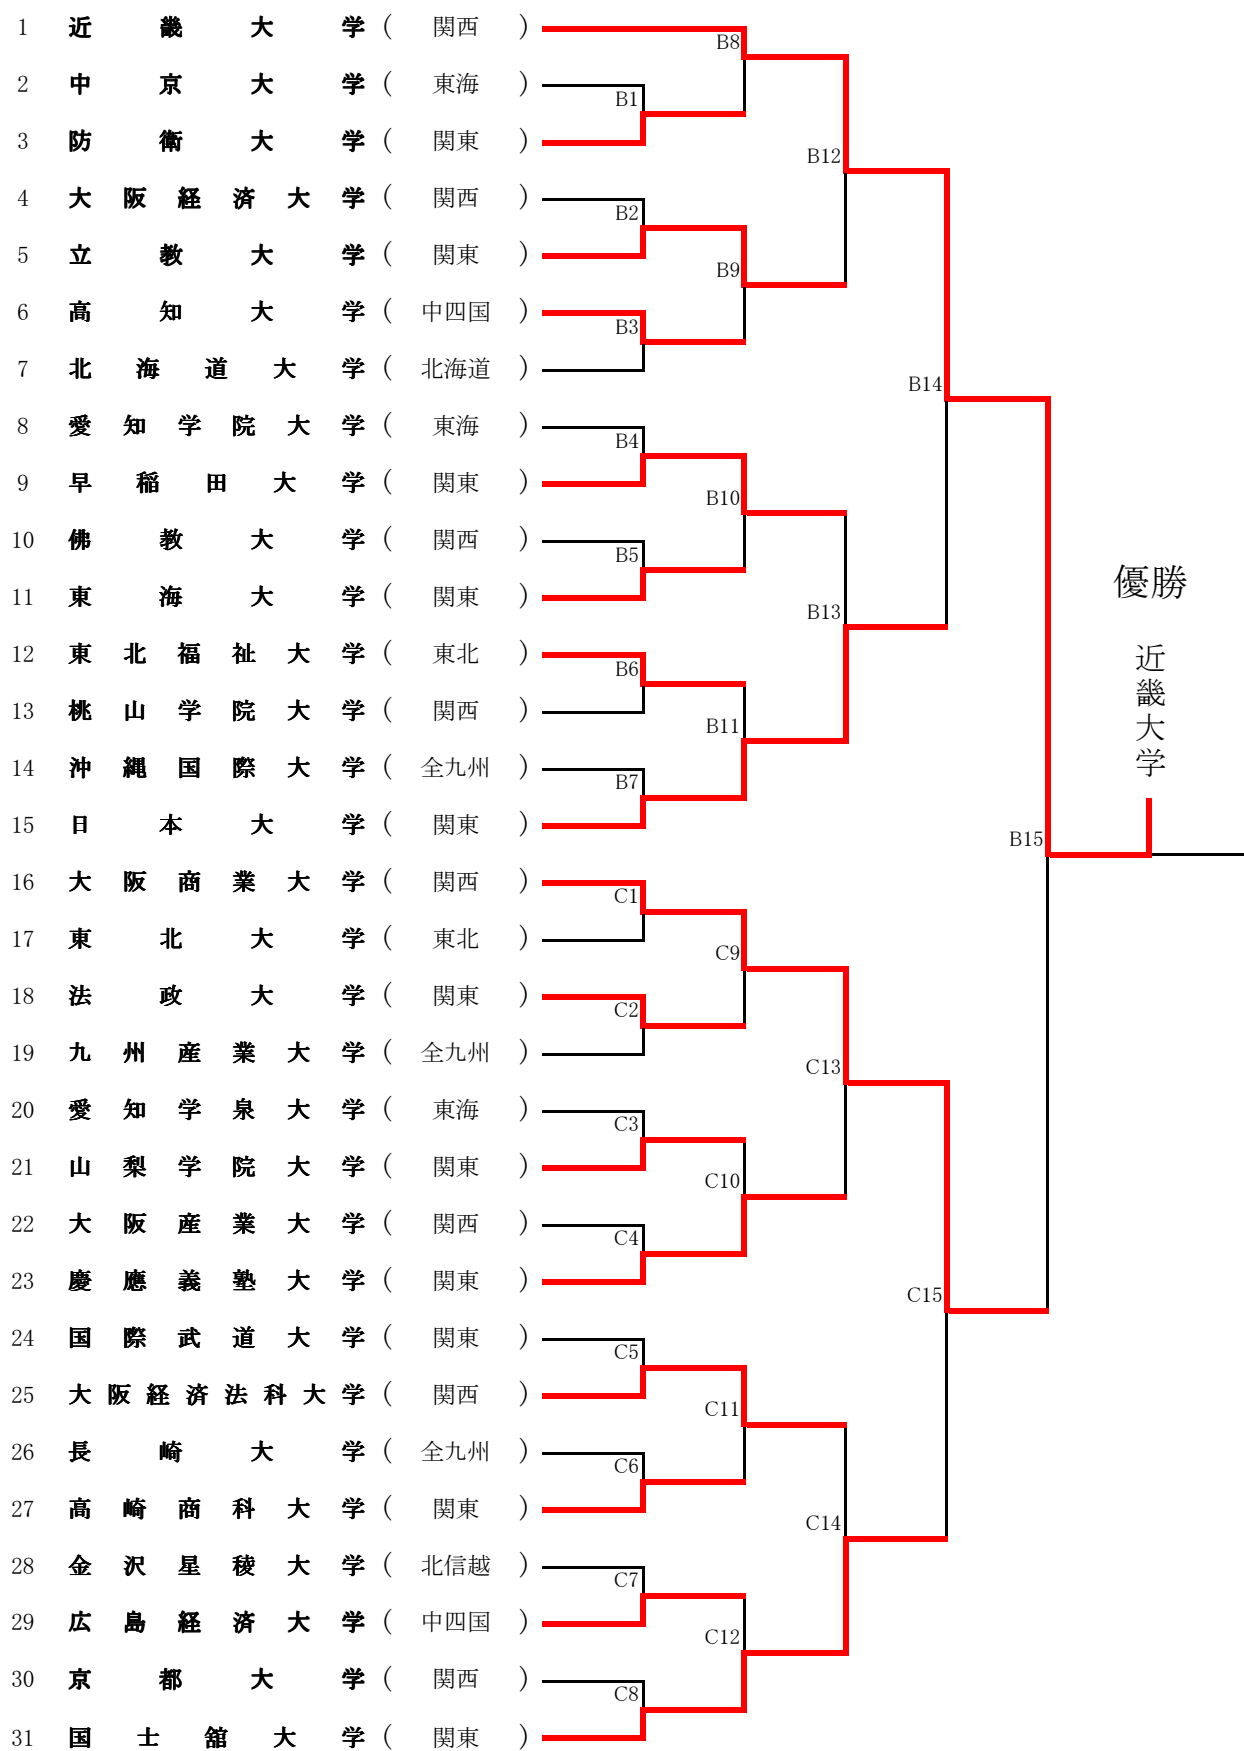 1 近畿大学 ( 関西 )
B8
2 中京大学 ( 東海 )
B1
3 防衛大学 ( 関東 )
B12
4 大阪経済大学 ( 関西 )
B2
5 立教大学 ( 関東 )
B9
6 高知大学 ( 中四国 )
B3
7 北海道大学 ( 北海道 )
B14
8 愛知学院大学 ( 東海 )
B4
9 早稲田大学 ( 関東 )
B10
10 佛教大学 ( 関西 )
B5
11 東海大学 ( 関東 )
B13
12 東北福祉大学 ( 東北 )
B6
13 桃山学院大学 ( 関西 )
B11
14 沖縄国際大学 ( 全九州 )
B7
15 日本大学 ( 関東 )
B15
優勝
近畿大学
16 大阪商業大学 ( 関西 )
C1
17 東北大学 ( 東北 )
C9
18 法政大学 ( 関東 )
C2
19 九州産業大学 ( 全九州 )
C13
20 愛知学泉大学 ( 東海 )
C3
21 山梨学院大学 ( 関東 )
C10
22 大阪産業大学 ( 関西 )
C4
23 慶應義塾大学 ( 関東 )
C15
24 国際武道大学 ( 関東 )
C5
25 大阪経済法科大学 ( 関西 )
C11
26 長崎大学 ( 全九州 )
C6
27 高崎商科大学 ( 関東 )
C14
28 金沢星稜大学 ( 北信越 )
C7
29 広島経済大学 ( 中四国 )
C12
30 京都大学 ( 関西 )
C8
31 国士舘大学 ( 関東 )